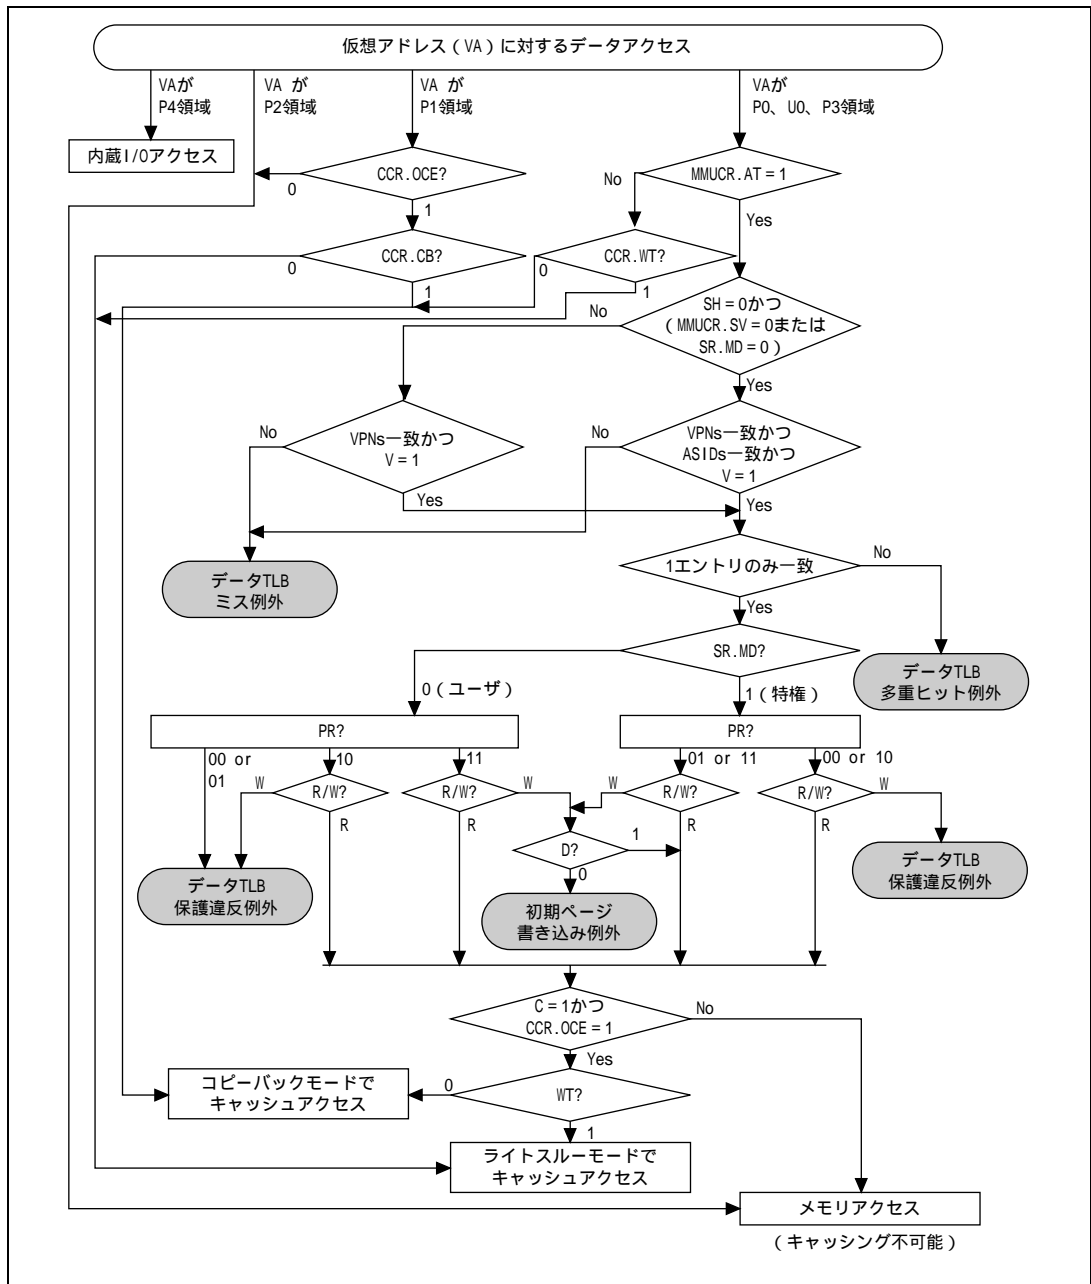 仮想アドレス（VA）に対するデータアクセス
VAが
P4領域
VA が
P2領域
VAが
P1領域
VAが
P0、U0、P3領域
内蔵I/Oアクセス
CCR.OCE?
0
1
No
MMUCR.AT = 1
Yes
CCR.CB?
0
1
CCR.WT?
0
1
No
SH = 0かつ
（MMUCR.SV = 0または
SR.MD = 0）
Yes
No
VPNs一致かつ
V = 1
Yes
No
VPNs一致かつ
ASIDs一致かつ
V = 1
Yes
データTLB
ミス例外
1エントリのみ一致
No
Yes
SR.MD?
データTLB
多重ヒット例外
0（ユーザ）
1（特権）
PR?
PR?
00 or
01
10
11
01 or 11
00 or 10
W
R/W?
R/W?
W
W
R/W?
R/W?
W
R
R
R
R
D?
1
0
データTLB
保護違反例外
初期ページ
書き込み例外
データTLB
保護違反例外
C = 1かつ
CCR.OCE = 1
No
Yes
コピーバックモードで
キャッシュアクセス
0
WT?
1
ライトスルーモードで
キャッシュアクセス
メモリアクセス
（キャッシング不可能）